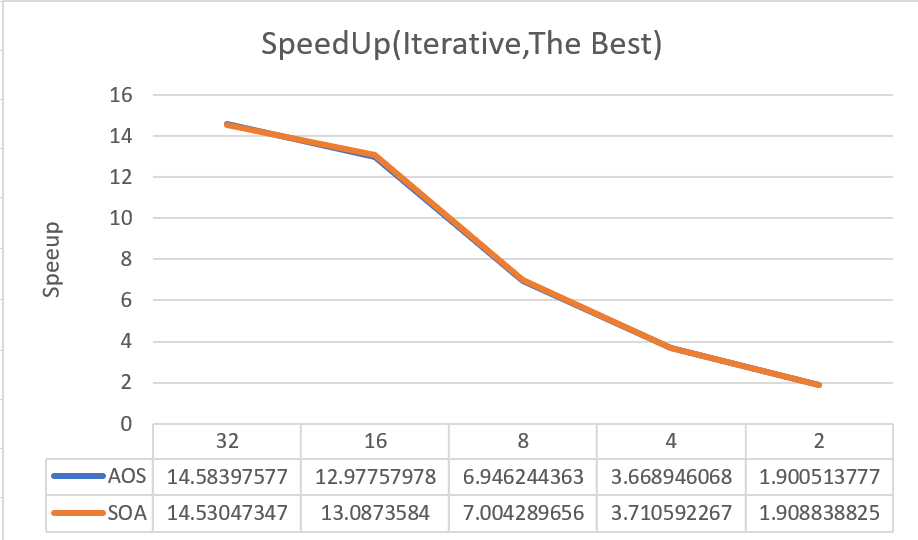 SpeedUp(Iterative,The Best)
16
14
12
10
8
6
4
2
0
Speeup
32 16 8 4 2
AOS 14.58397577 12.97757978 6.946244363 3.668946068 1.900513777
SOA 14.53047347 13.0873584 7.004289656 3.710592267 1.908838825